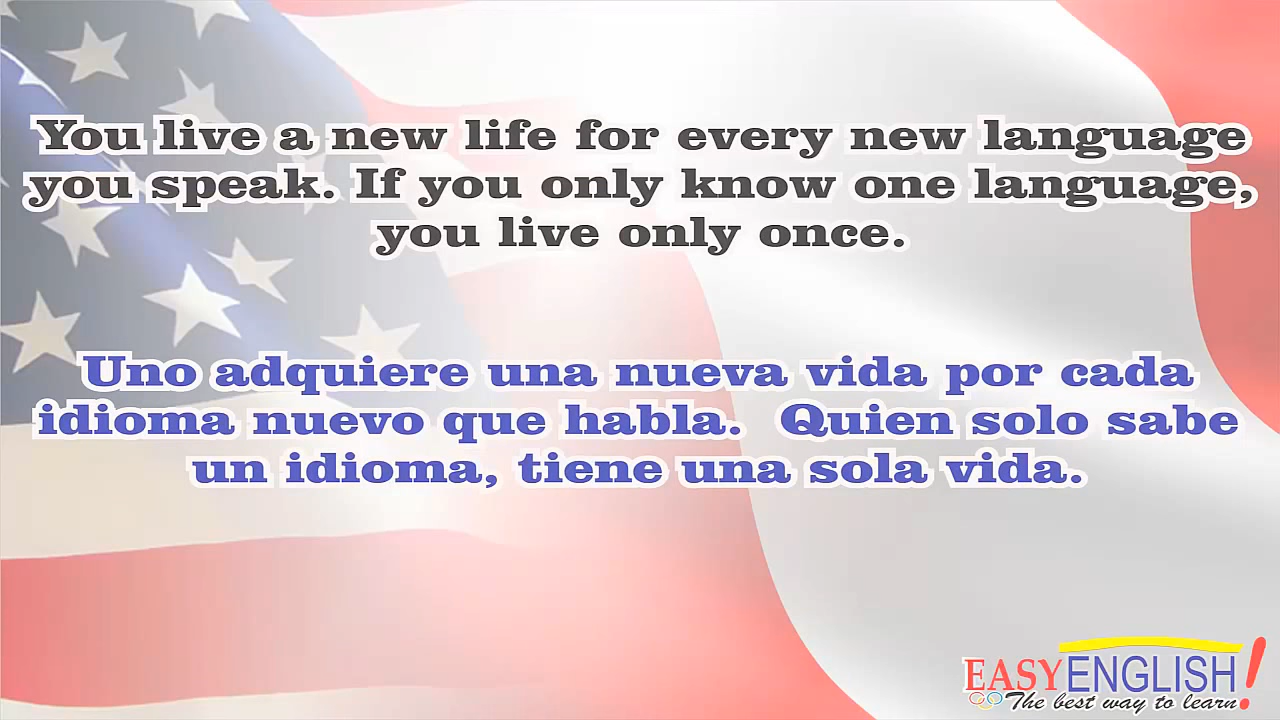 You live a new life for every new language
you speak. If you only know one language,
you live only once.
Uno adquiere una nueva vida por cada
idioma nuevo que habla. Quien solo sabe
un idioma, tiene una sola vida.
EASYENGLISH!
The best way to learn!